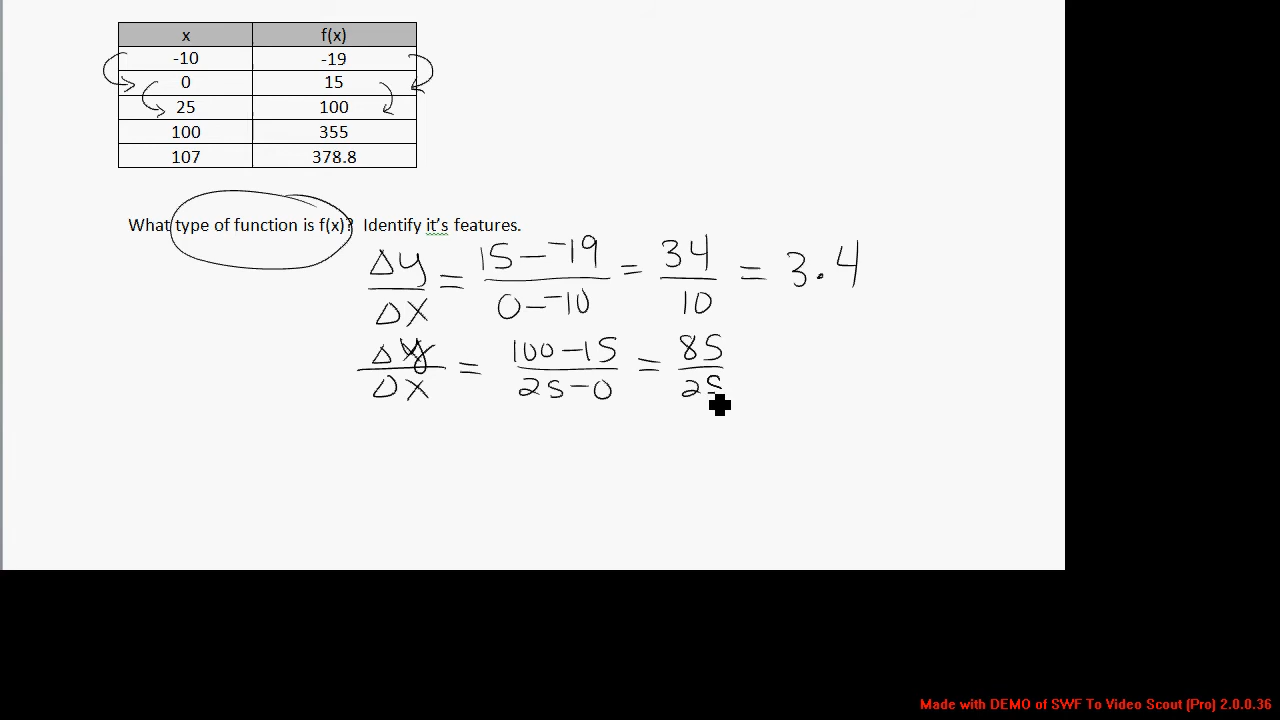 x f(x)
-10 -19
0 15
25 100
100 355
107 378.8
What type of function is f(x)? Identify it's features.
Δy/Δx = 15 - -19 / 0 - -10 = 34/10 = 3.4
Δy/Δx = 100 - 15 / 25 - 0 = 85/25
Made with DEMO of SWF To Video Scout (Pro) 2.0.0.36